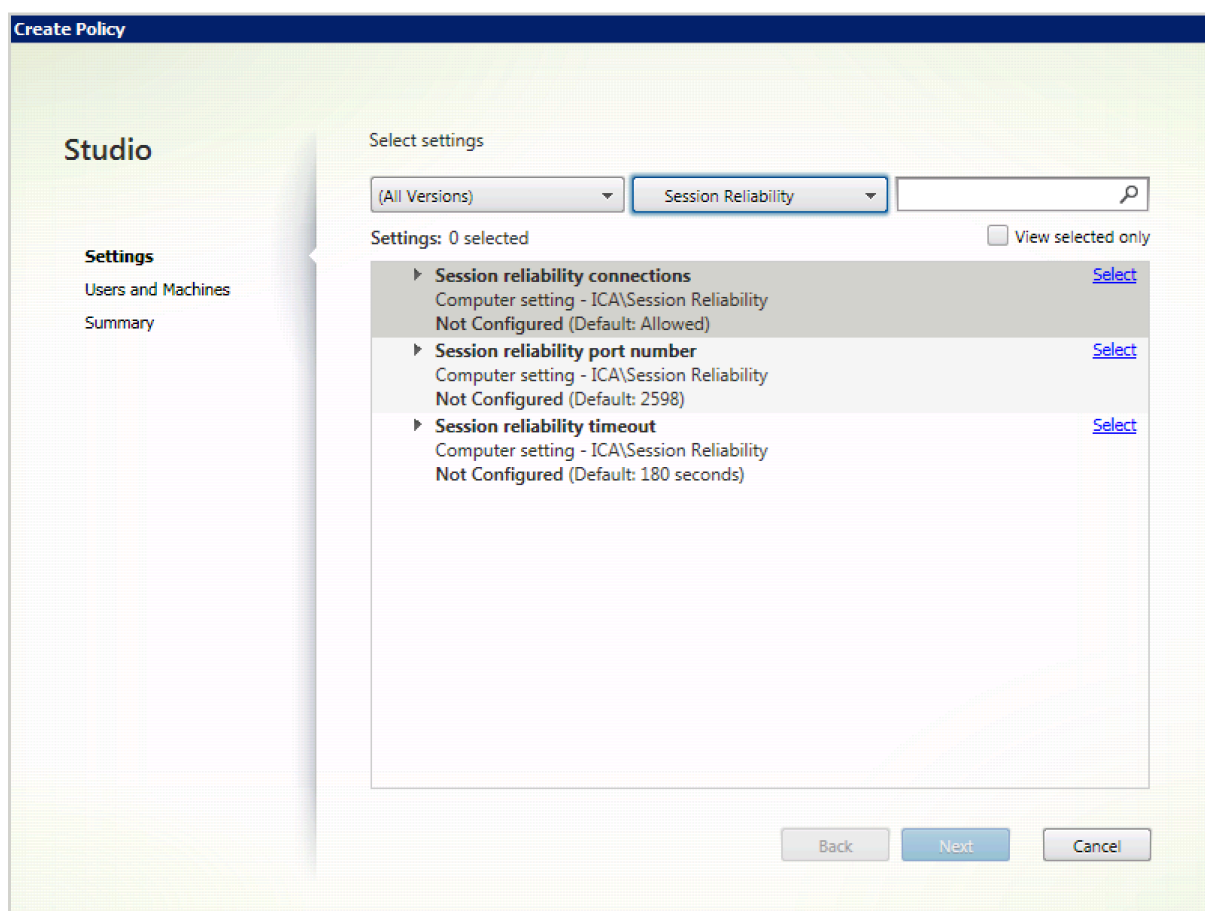 Create Policy
Studio
Select settings
(All Versions)
Session Reliability
Settings: 0 selected
View selected only
Settings
Users and Machines
Summary
Session reliability connections
Select
Computer setting - ICA\Session Reliability
Not Configured (Default: Allowed)
Session reliability port number
Select
Computer setting - ICA\Session Reliability
Not Configured (Default: 2598)
Session reliability timeout
Select
Computer setting - ICA\Session Reliability
Not Configured (Default: 180 seconds)
Back
Next
Cancel